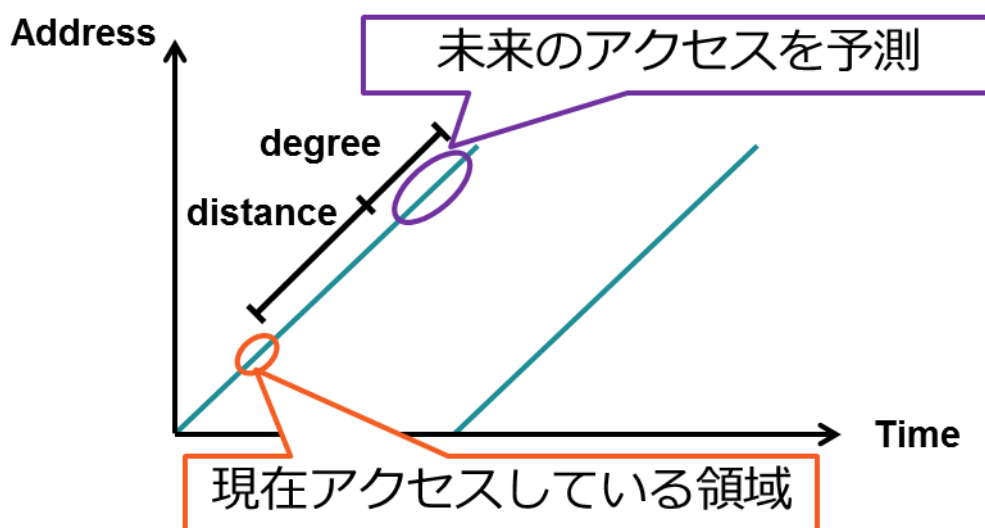 Address
未来のアクセスを予測
degree
distance
Time
現在アクセスしている領域